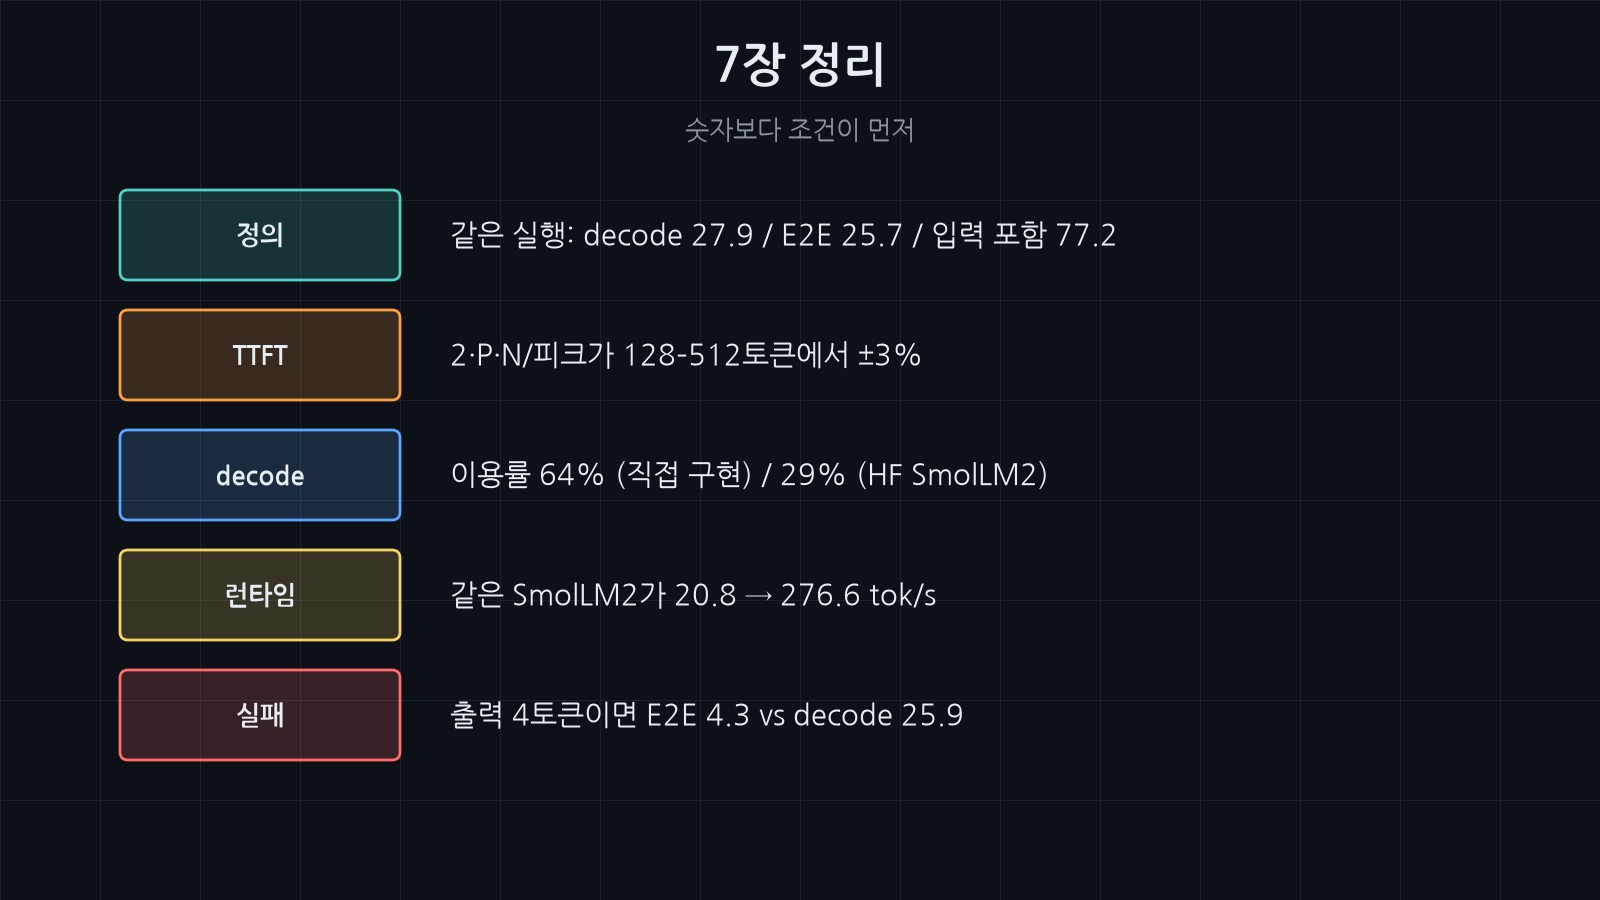 7장 정리
숫자보다 조건이 먼저
정의
같은 실행: decode 27.9 / E2E 25.7 / 입력 포함 77.2
TTFT
2·P·N/피크가 128-512토큰에서 ±3%
decode
이용률 64% (직접 구현) / 29% (HF SmolLM2)
런타임
같은 SmolLM2가 20.8 → 276.6 tok/s
실패
출력 4토큰이면 E2E 4.3 vs decode 25.9